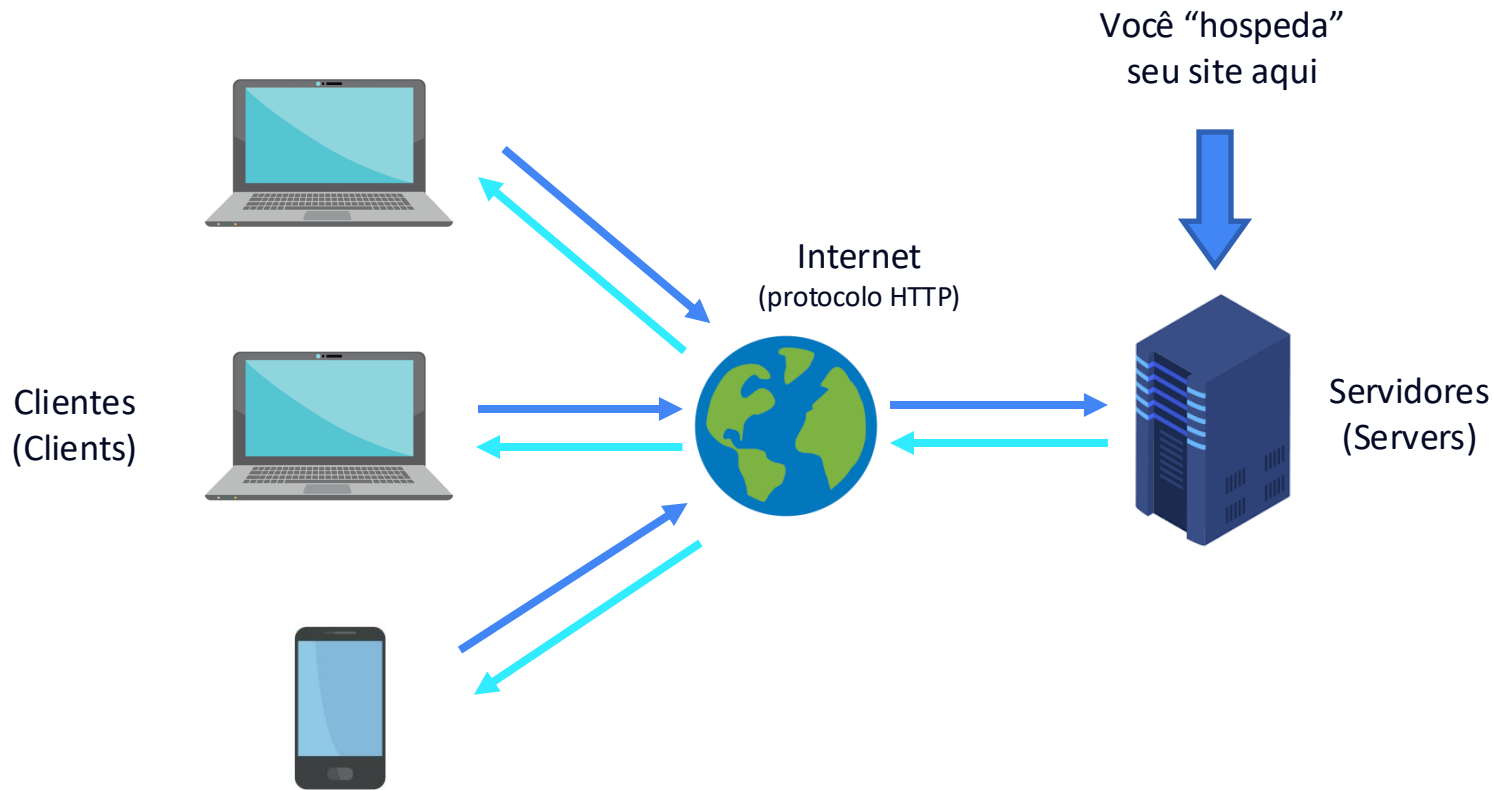 Você “hospeda”
seu site aqui
Internet
(protocolo HTTP)
Clientes
(Clients)
Servidores
(Servers)